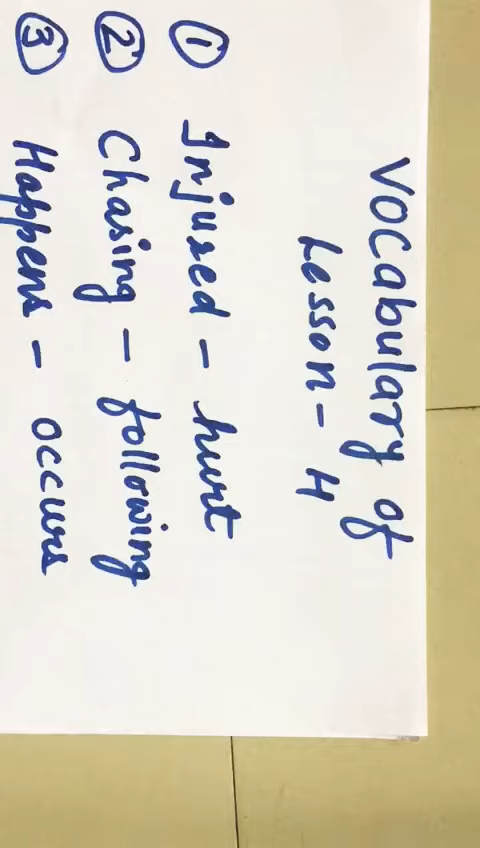 Vocabulary of
Lesson- 4
① Injured - hurt
② Chasing - following
③ Happens - occurs